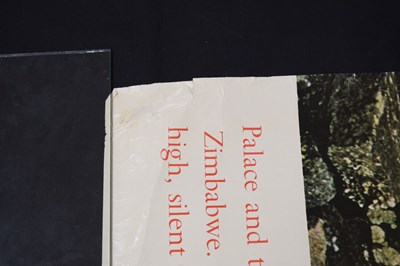 Palace and t
Zimbabwe.
high, silent